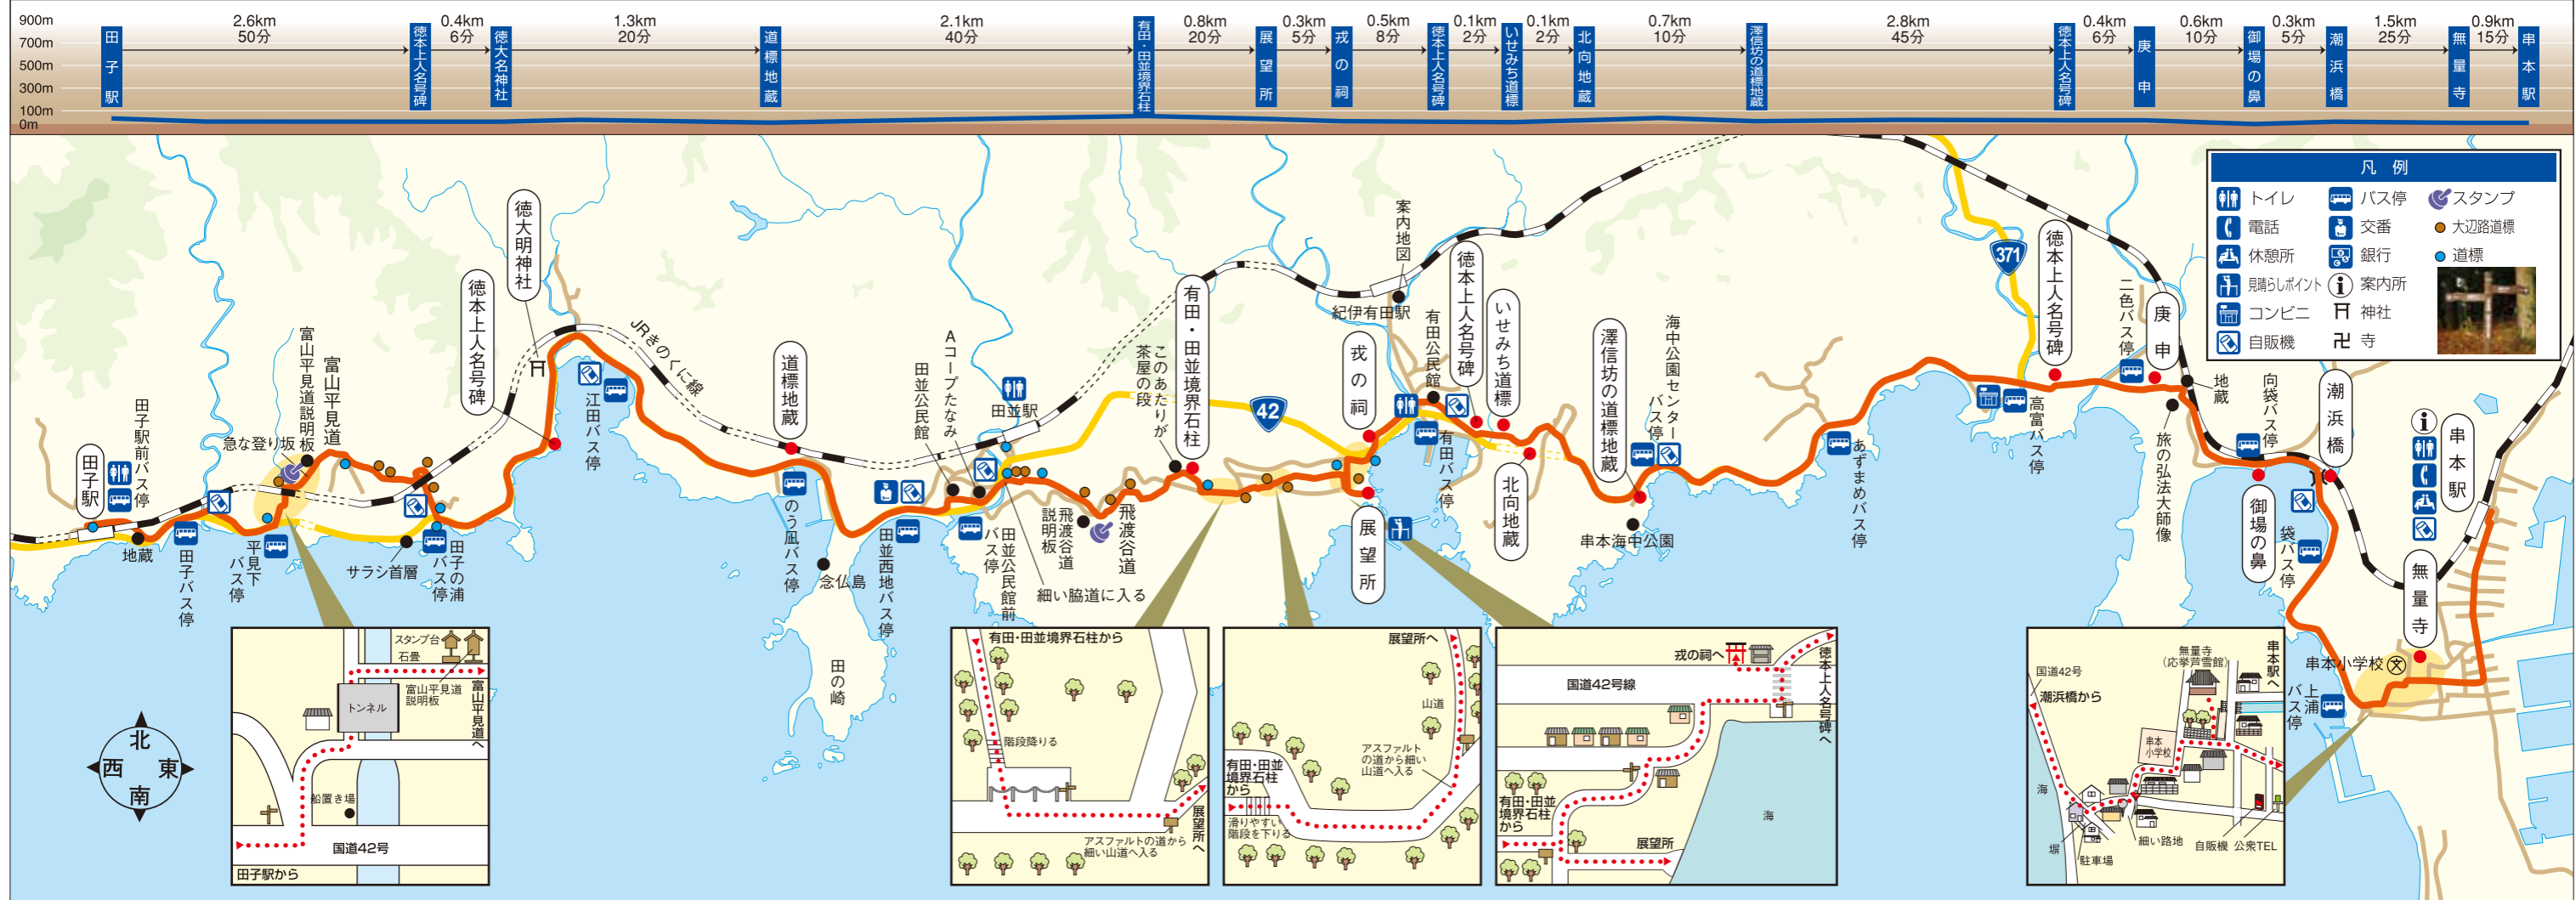 900m
700m
500m
300m
100m
0m
田子駅
2.6km
50分
徳本上人名号碑
0.4km
6分
徳大名神社
1.3km
20分
道標地蔵
2.1km
40分
有田・田並境界石柱
0.8km
20分
展望所
0.3km
5分
戎の祠
0.5km
8分
徳本上人名号碑
0.1km
2分
いせみち道標
0.1km
2分
北向地蔵
0.7km
10分
澤信坊の道標地蔵
2.8km
45分
徳本上人名号碑
0.4km
6分
庚申
0.6km
10分
御場の鼻
0.3km
5分
潮浜橋
1.5km
25分
無量寺
0.9km
15分
串本駅
凡例
トイレ
電話
休憩所
見晴らしポイント
コンビニ
自販機
バス停
交番
銀行
案内所
神社
寺
スタンプ
大辺路道標
道標
田子駅
田子駅前バス停
地蔵
田子バス停
平見下
バス停
急な登り坂
富山平見道説明板
富山平見道
サラシ首層
田子の浦
バス停
徳本上人名号碑
徳大明神社
江田バス停
JRきのくに線
道標地蔵
のう凪バス停
念仏島
田の崎
田並西地バス停
田並公民館
Aコープたなみ
田並駅
田並公民館前
バス停
細い脇道に入る
飛渡谷道
説明板
飛渡谷道
このあたりが
茶屋の段
有田・田並境界石柱
42
戎の祠
展望所
案内地図
紀伊有田駅
有田公民館
有田バス停
徳本上人名号碑
いせみち道標
北向地蔵
澤信坊の道標地蔵
海中公園センター
バス停
串本海中公園
あずまめバス停
371
高富バス停
徳本上人名号碑
二色バス停
庚申
地蔵
旅の弘法大師像
向袋バス停
御場の鼻
潮浜橋
袋バス停
上浦
バス停
串本小学校
文
無量寺
串本駅
北
西
東
南
スタンプ台
石畳
富山平見道
説明板
トンネル
富山平見道へ
船置き場
国道42号
田子駅から
有田・田並境界石柱から
階段降りる
アスファルトの道から
細い山道へ入る
展望所へ
展望所へ
山道
アスファルト
の道から細い
山道へ入る
有田・田並
境界石柱
から
滑りやすい
階段を下りる
戎の祠へ
国道42号線
徳本上人名号碑へ
有田・田並
境界石柱
から
展望所
海
国道42号
潮浜橋から
無量寺
(応挙芦雪館)
串本駅へ
串本
小学校
海
塀
駐車場
細い路地
自販機
公衆TEL